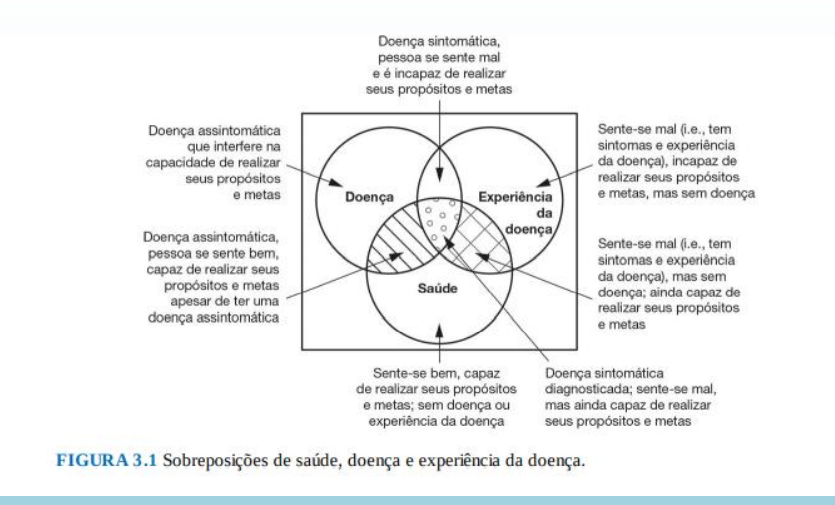 Doença sintomática,
pessoa se sente mal
e é incapaz de realizar
seus propósitos e metas
Doença assintomática
que interfere na
capacidade de realizar
seus propósitos
e metas
Sente-se mal (i.e., tem
sintomas e experiência
da doença), incapaz de
realizar seus propósitos
e metas, mas sem doença
Doença
Experiência
da
doença
Doença assintomática,
pessoa se sente bem,
capaz de realizar seus
propósitos e metas
apesar de ter uma
doença assintomática
Sente-se mal (i.e., tem
sintomas e experiência
da doença), mas sem
doença; ainda capaz de
realizar seus propósitos
e metas
Saúde
Sente-se bem, capaz
de realizar seus propósitos
e metas; sem doença ou
experiência da doença
Doença sintomática
diagnosticada; sente-se mal,
mas ainda capaz de realizar
seus propósitos e metas
FIGURA 3.1 Sobreposições de saúde, doença e experiência da doença.